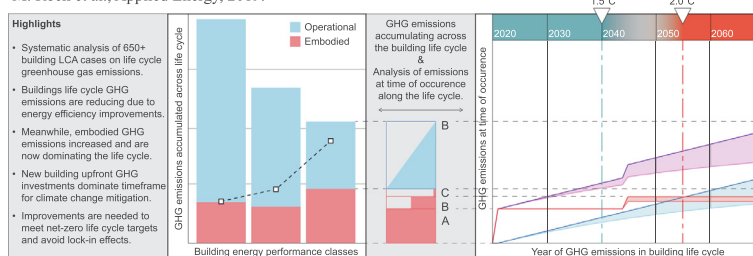 Highlights
• Systematic analysis of 650+
building LCA cases on life cycle
greenhouse gas emissions.
• Buildings life cycle GHG
emissions are reducing due to
energy efficiency improvements.
• Meanwhile, embodied GHG
emissions increased and are
now dominating the life cycle.
• New building upfront GHG
investments dominate timeframe
for climate change mitigation.
• Improvements are needed to
meet net-zero life cycle targets
and avoid lock-in effects.
GHG emissions accumulated across life cycle
Operational
Embodied
Building energy performance classes
GHG emissions
accumulating across
the building life cycle
&
Analysis of emissions
at time of occurence
along the life cycle.
B
C
B
A
GHG emissions at time of occurence
1.5°C
2.0°C
2020
2030
2040
2050
2060
Year of GHG emissions in building life cycle